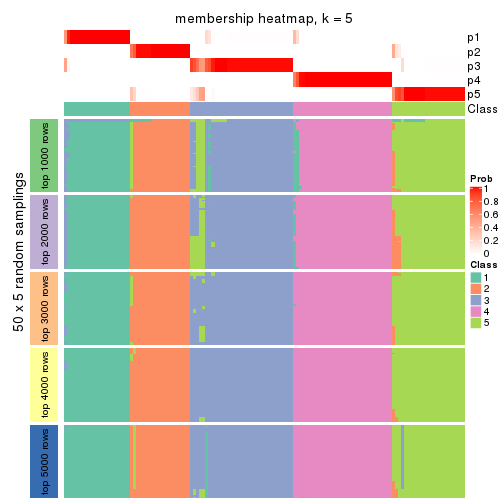 membership heatmap, k = 5
p1
p2
p3
p4
p5
Class
50 x 5 random samplings
top 1000 rows
top 2000 rows
top 3000 rows
top 4000 rows
top 5000 rows
Prob
1
0.8
0.6
0.4
0.2
0
Class
1
2
3
4
5